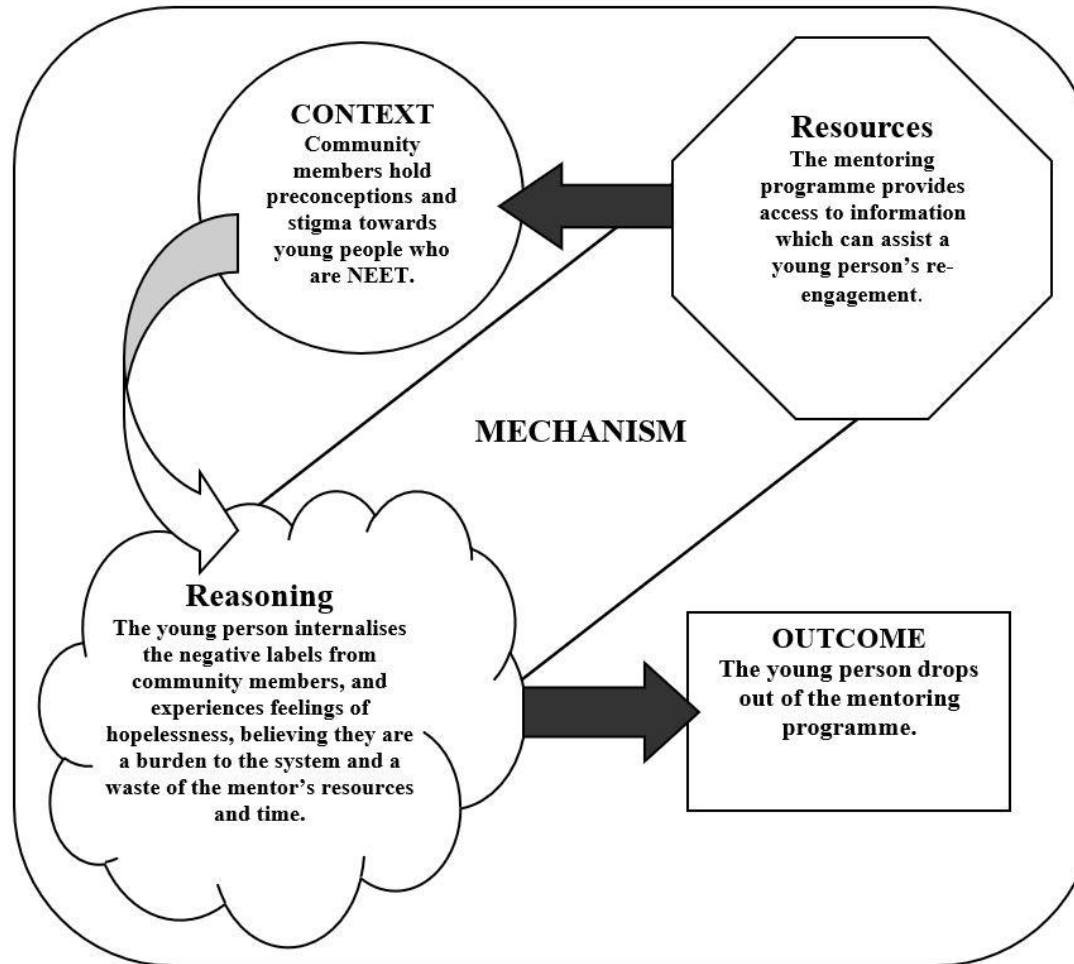 CONTEXT
Community
members hold
preconceptions and
stigma towards
young people who
are NEET.
Resources
The mentoring
programme provides
access to information
which can assist a
young person’s re-
engagement.
MECHANISM
Reasoning
The young person internalises
the negative labels from
community members, and
experiences feelings of
hopelessness, believing they are
a burden to the system and a
waste of the mentor’s resources
and time.
OUTCOME
The young person drops
out of the mentoring
programme.